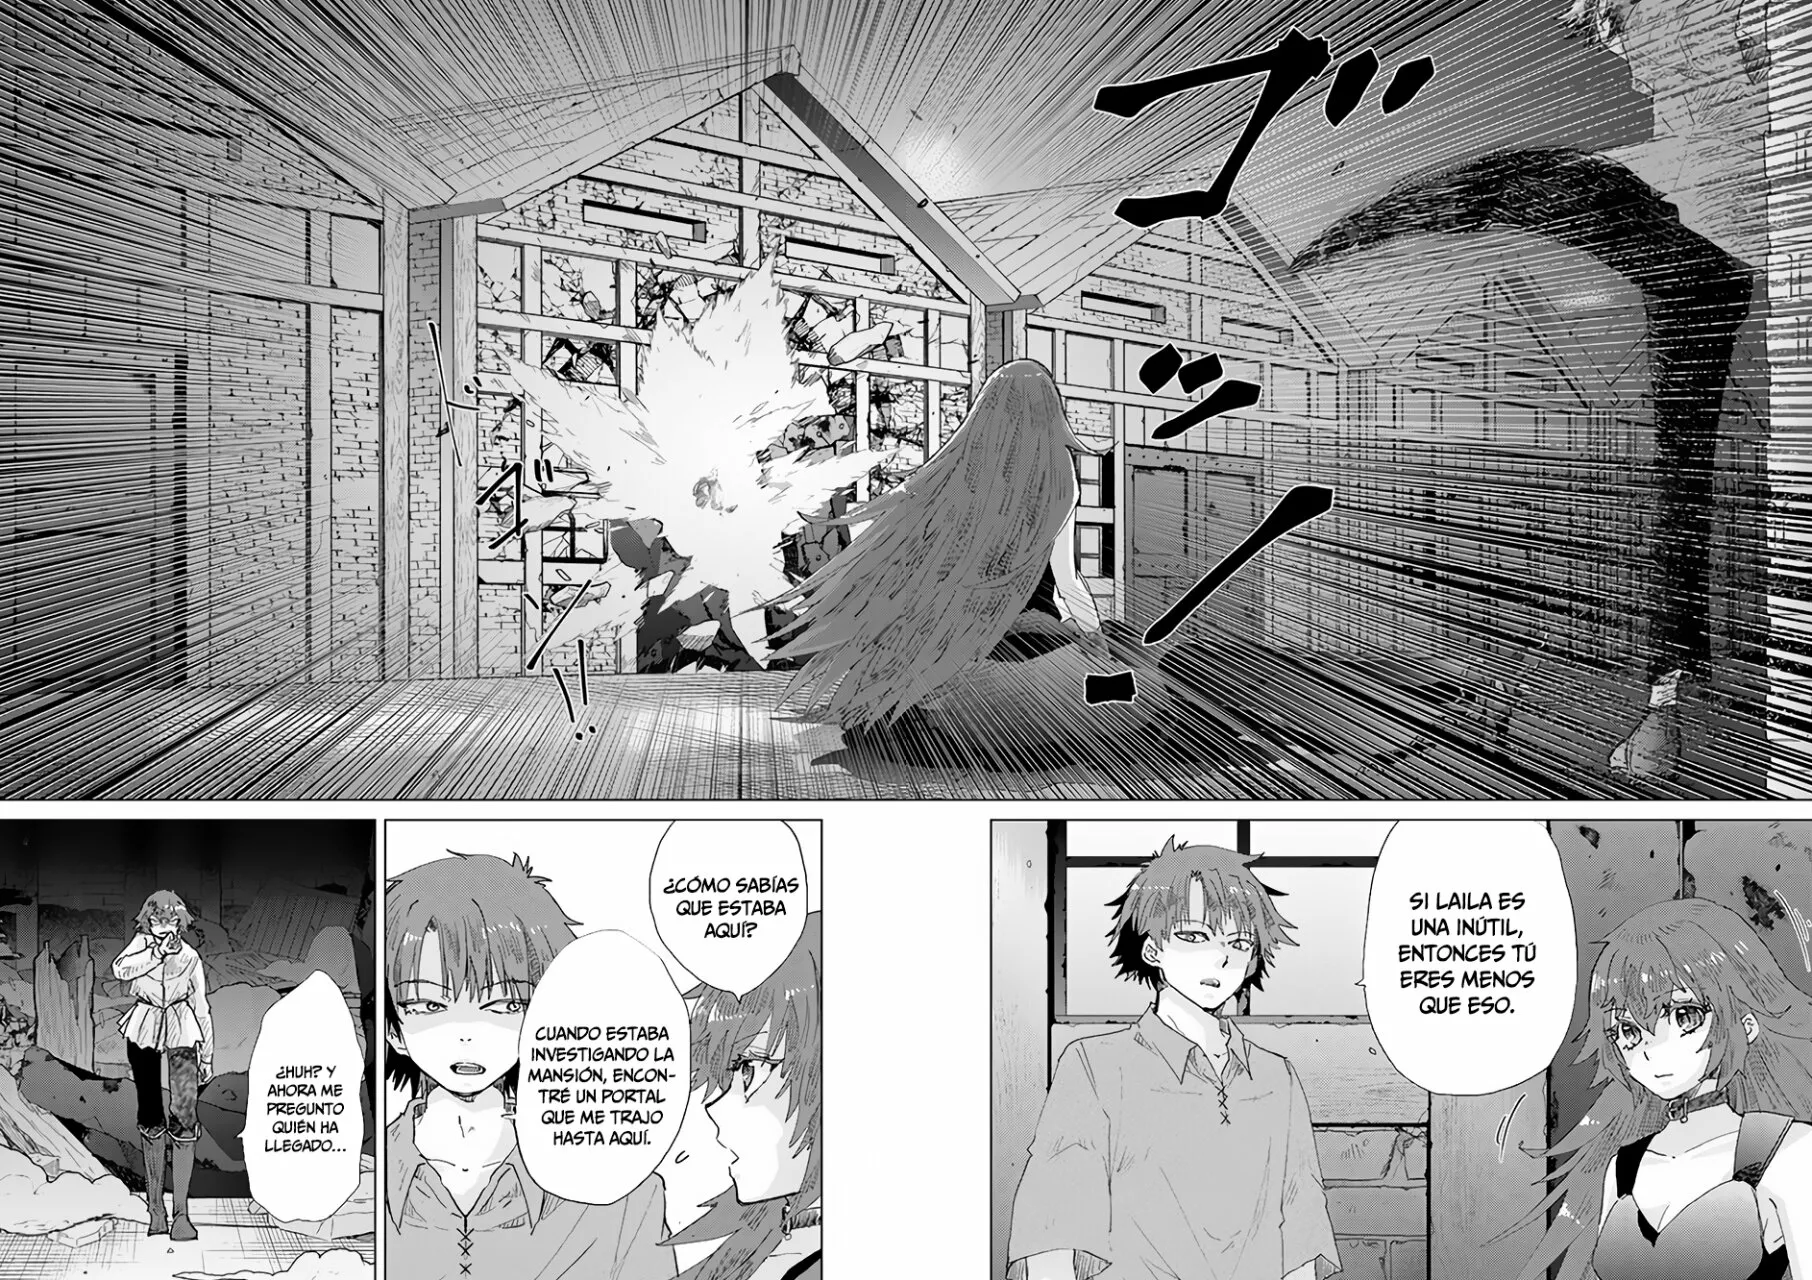 ゴッ
ドゴッ!!
SI LAILA ES
UNA INÚTIL,
ENTONCES TÚ
ERES MENOS
QUE ESO.
¿CÓMO SABÍAS
QUE ESTABA
AQUÍ?
CUANDO ESTABA
INVESTIGANDO LA
MANSIÓN, ENCON-
TRÉ UN PORTAL
QUE ME TRAJO
HASTA AQUÍ.
¿HUH? Y
AHORA ME
PREGUNTO
QUIÉN HA
LLEGADO...